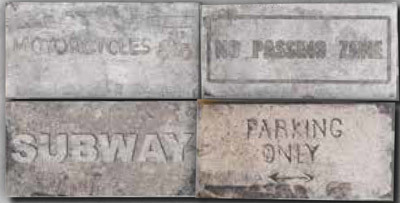 MOTORCYCLES
NO PASSING ZONE
SUBWAY
PARKING
ONLY